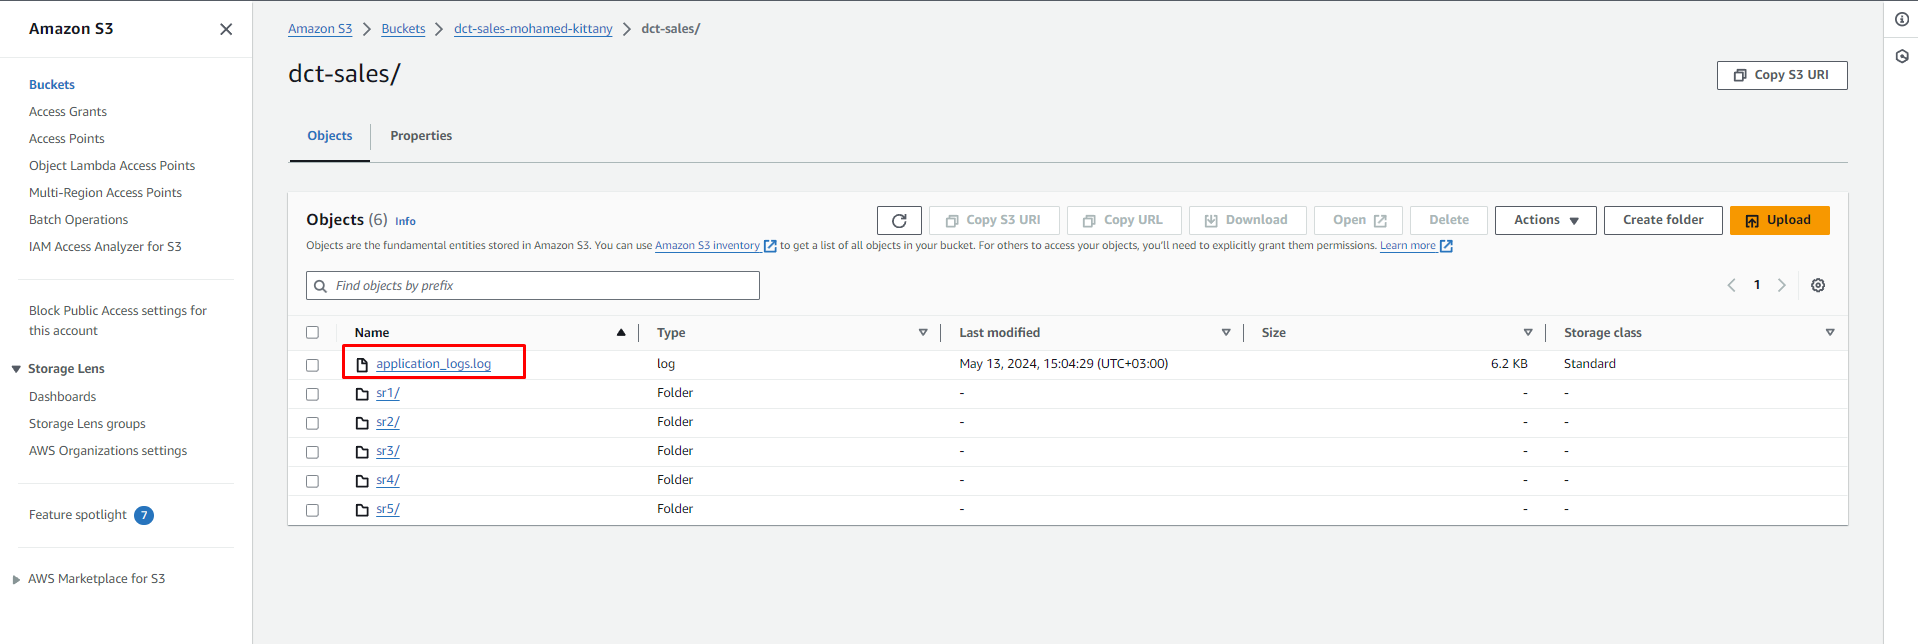 Amazon S3
Buckets
Access Grants
Access Points
Object Lambda Access Points
Multi-Region Access Points
Batch Operations
IAM Access Analyzer for S3
Block Public Access settings for
this account
Storage Lens
Dashboards
Storage Lens groups
AWS Organizations settings
Feature spotlight 7
AWS Marketplace for S3
Amazon S3 Buckets dct-sales-mohamed-kittany dct-sales/
dct-sales/
Copy S3 URI
Objects Properties
Objects (6) Info
Copy S3 URI Copy URL Download Open Delete Actions Create folder Upload
Objects are the fundamental entities stored in Amazon S3. You can use Amazon S3 inventory to get a list of all objects in your bucket. For others to access your objects, you'll need to explicitly grant them permissions. Learn more
Find objects by prefix
1
Name Type Last modified Size Storage class
application_logs.log log May 13, 2024, 15:04:29 (UTC+03:00) 6.2 KB Standard
sr1/ Folder - - -
sr2/ Folder - - -
sr3/ Folder - - -
sr4/ Folder - - -
sr5/ Folder - - -